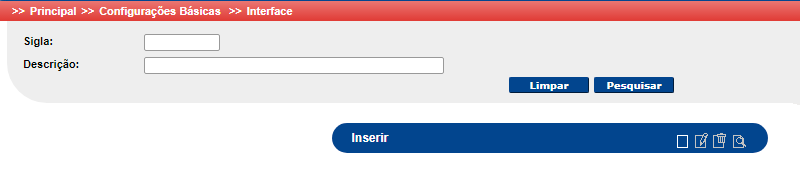 >> Principal >> Configurações Básicas >> Interface
Sigla:
Descrição:
Limpar Pesquisar
Inserir